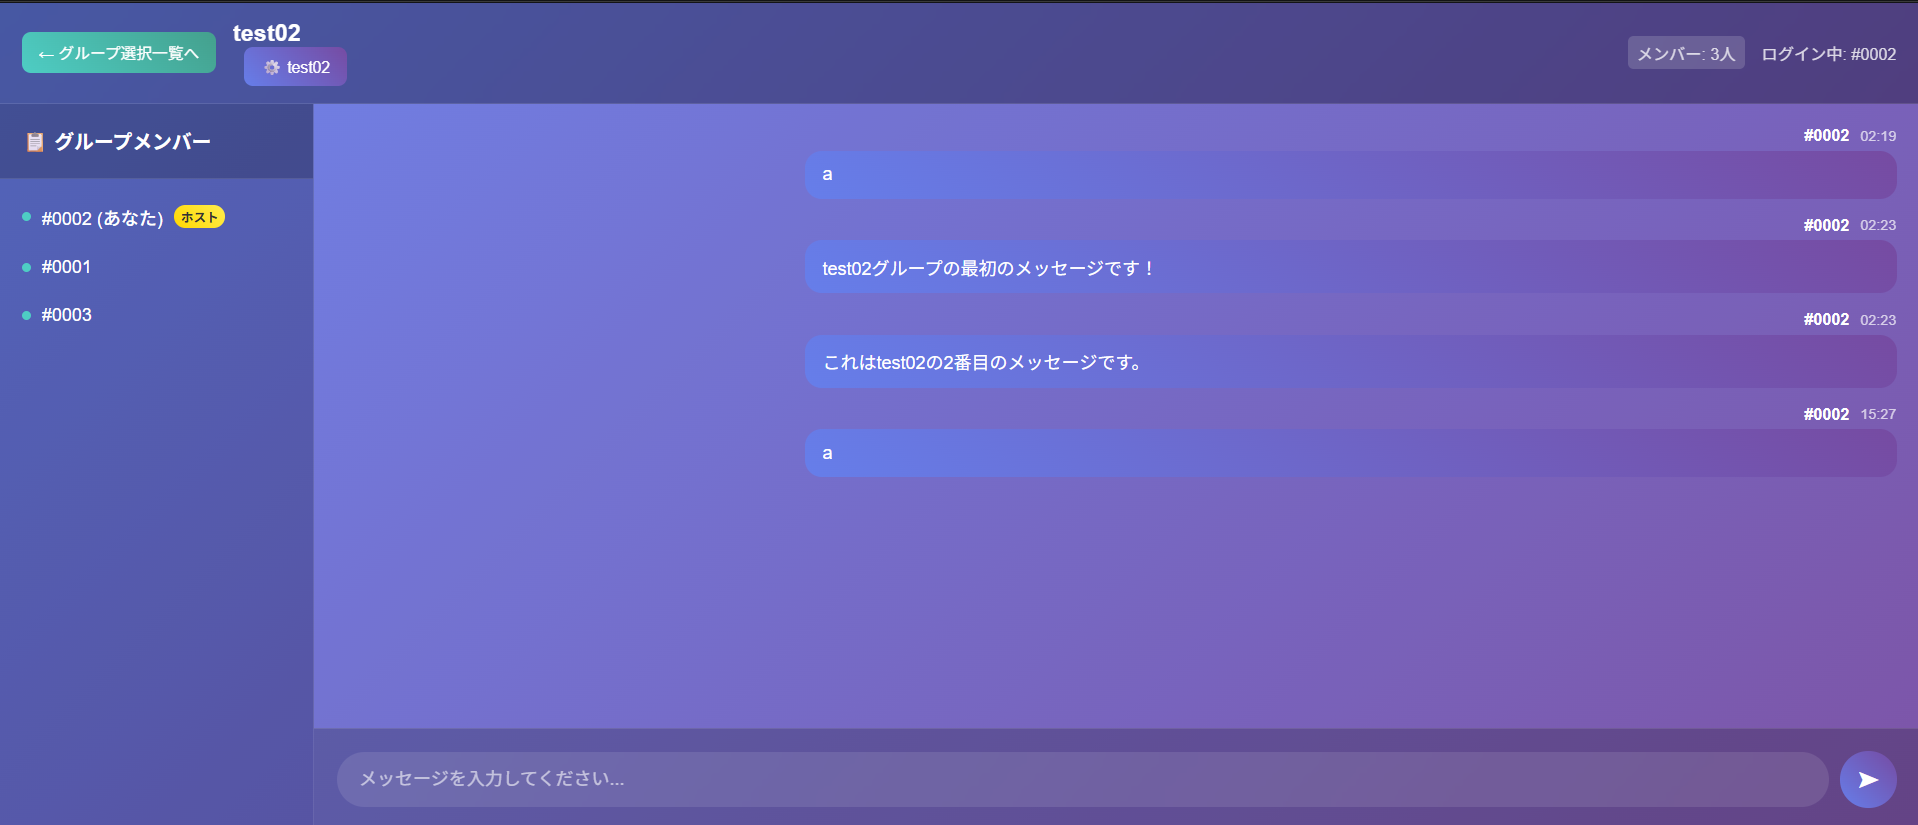 ← グループ選択一覧へ
test02
⚙ test02
メンバー: 3人
ログイン中: #0002
📋 グループメンバー
#0002 (あなた) ホスト
#0001
#0003
#0002 02:19
a
#0002 02:23
test02グループの最初のメッセージです！
#0002 02:23
これはtest02の2番目のメッセージです。
#0002 15:27
a
メッセージを入力してください...
➤